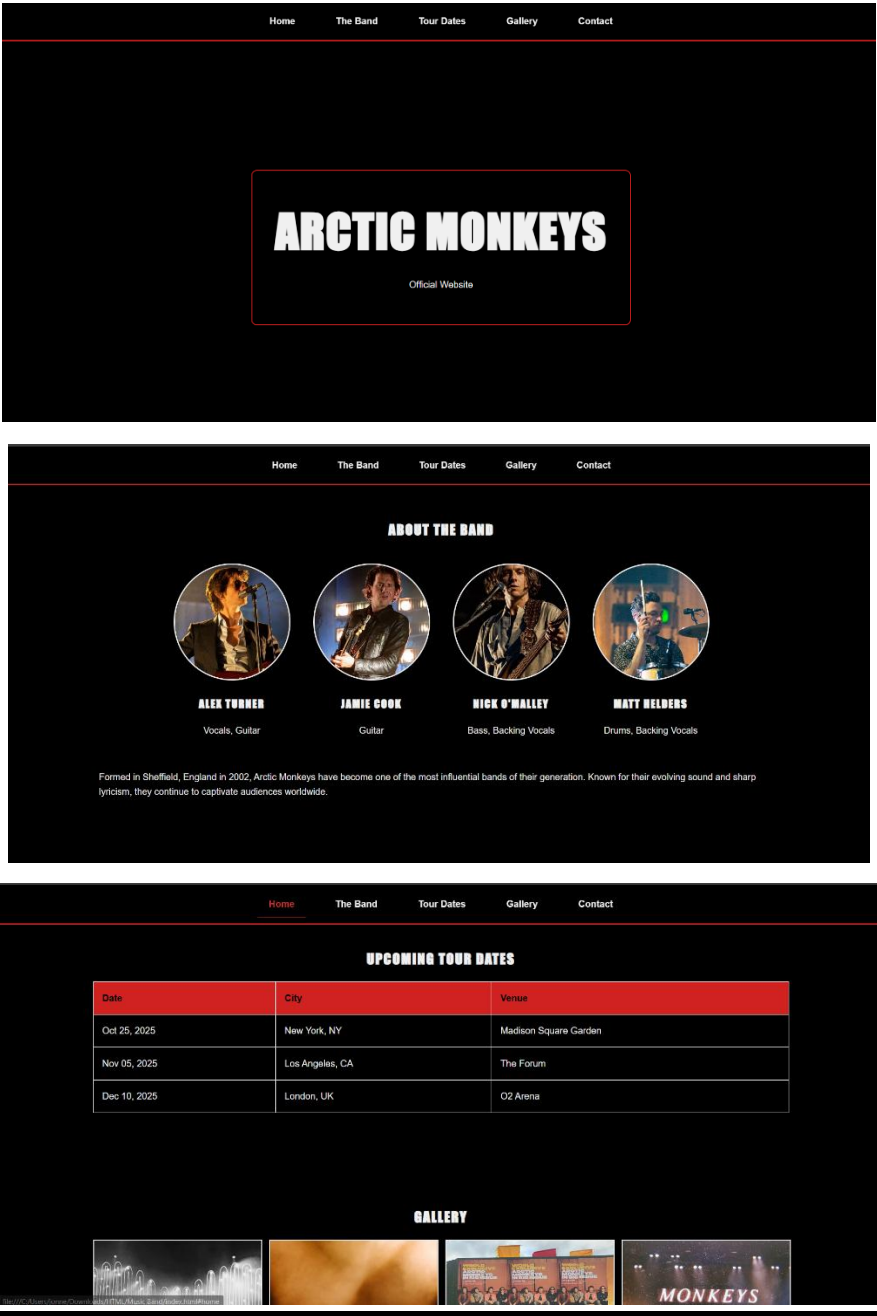 Home The Band Tour Dates Gallery Contact
ARCTIC MONKEYS
Official Website
Home The Band Tour Dates Gallery Contact
ABOUT THE BAND
ALEX TURNER JAMIE COOK NICK O'MALLEY MATT HELDERS
Vocals, Guitar Guitar Bass, Backing Vocals Drums, Backing Vocals
Formed in Sheffield, England in 2002, Arctic Monkeys have become one of the most influential bands of their generation. Known for their evolving sound and sharp
lyricism, they continue to captivate audiences worldwide.
Home The Band Tour Dates Gallery Contact
UPCOMING TOUR DATES
Date City Venue
Oct 25, 2025 New York, NY Madison Square Garden
Nov 05, 2025 Los Angeles, CA The Forum
Dec 10, 2025 London, UK O2 Arena
GALLERY
MONKEYS